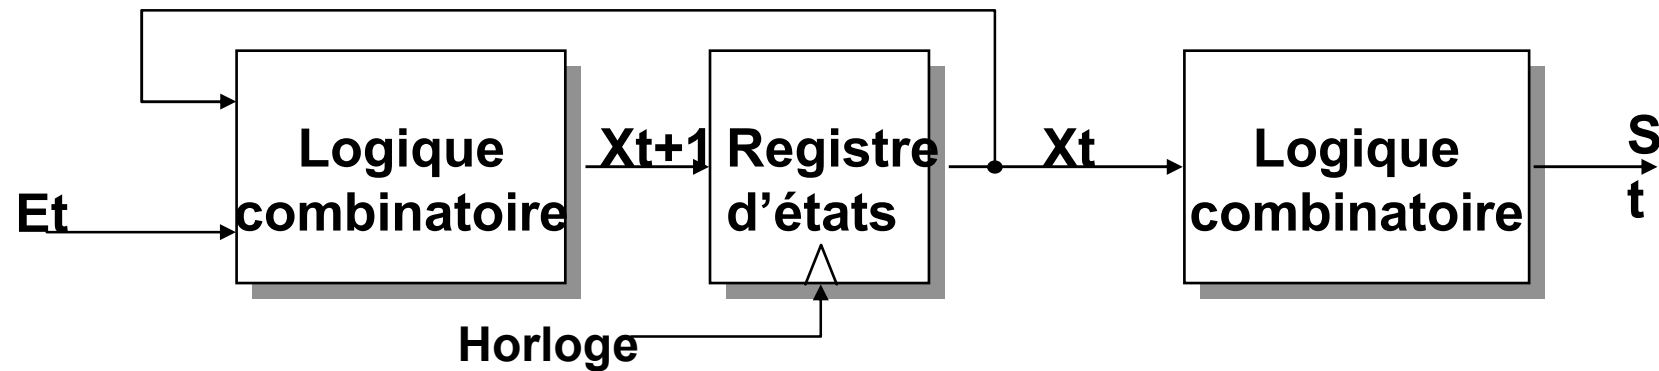 Logique
combinatoire
Xt+1
Registre
d’états
Xt
Logique
combinatoire
S
t
Et
Horloge